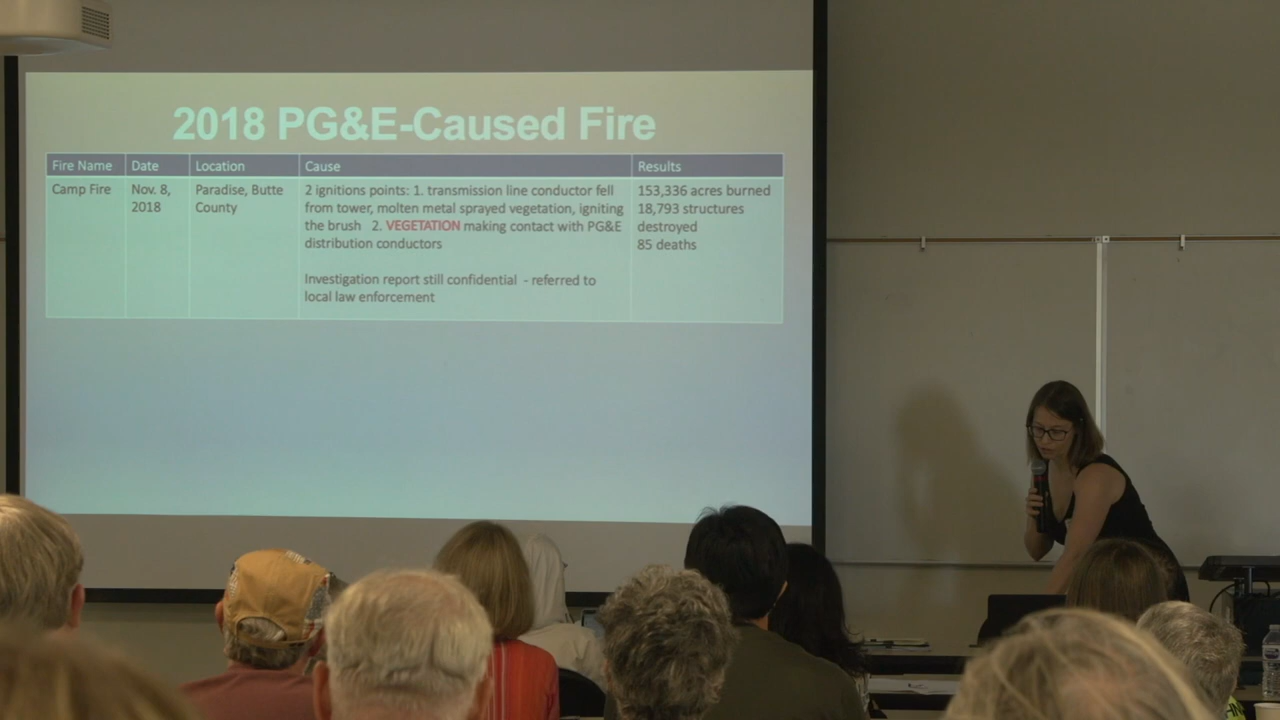 2018 PG&E-Caused Fire
Fire Name Date Location Cause Results
Camp Fire
Nov. 8,
2018
Paradise, Butte
County
2 ignitions points: 1. transmission line conductor fell
from tower, molten metal sprayed vegetation, igniting
the brush 2. VEGETATION making contact with PG&E
distribution conductors
Investigation report still confidential - referred to
local law enforcement
153,336 acres burned
18,793 structures
destroyed
85 deaths